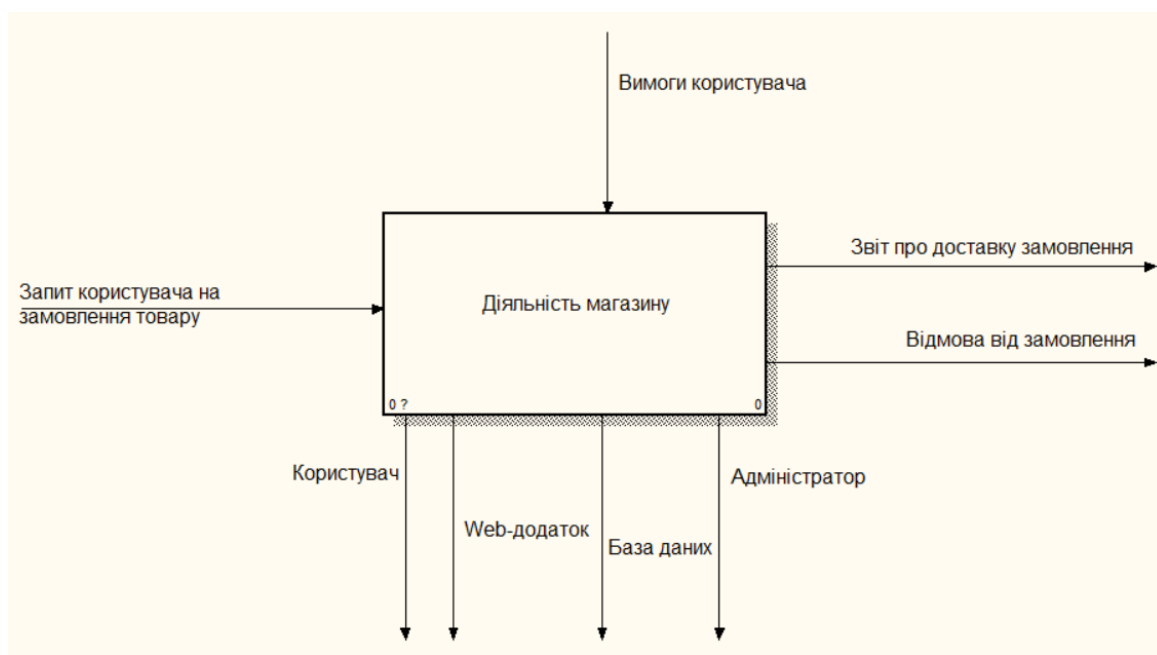 Вимоги користувача
Звіт про доставку замовлення
Запит користувача на
замовлення товару
Діяльність магазину
Відмова від замовлення
0 ?
0
Користувач
Адміністратор
Web-додаток
База даних